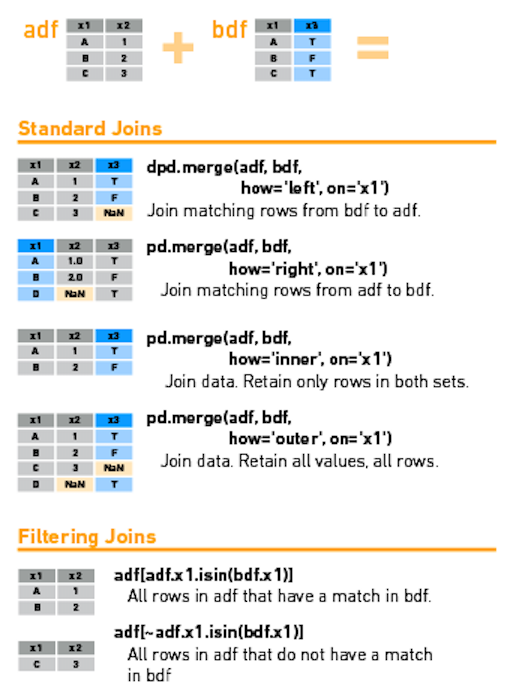 adf x1 x2 + bdf x1 x3 =
A 1 A T
B 2 B F
C 3 C T
Standard Joins
x1 x2 x3
A 1 T
B 2 F
C 3 NaN
dpd.merge(adf, bdf,
how='left', on='x1')
Join matching rows from bdf to adf.
x1 x2 x3
A 1.0 T
B 2.0 F
D NaN T
pd.merge(adf, bdf,
how='right', on='x1')
Join matching rows from adf to bdf.
x1 x2 x3
A 1 T
B 2 F
pd.merge(adf, bdf,
how='inner', on='x1')
Join data. Retain only rows in both sets.
x1 x2 x3
A 1 T
B 2 F
C 3 NaN
D NaN T
pd.merge(adf, bdf,
how='outer', on='x1')
Join data. Retain all values, all rows.
Filtering Joins
x1 x2
A 1
B 2
adf[adf.x1.isin(bdf.x1)]
All rows in adf that have a match in bdf.
x1 x2
C 3
adf[~adf.x1.isin(bdf.x1)]
All rows in adf that do not have a match
in bdf